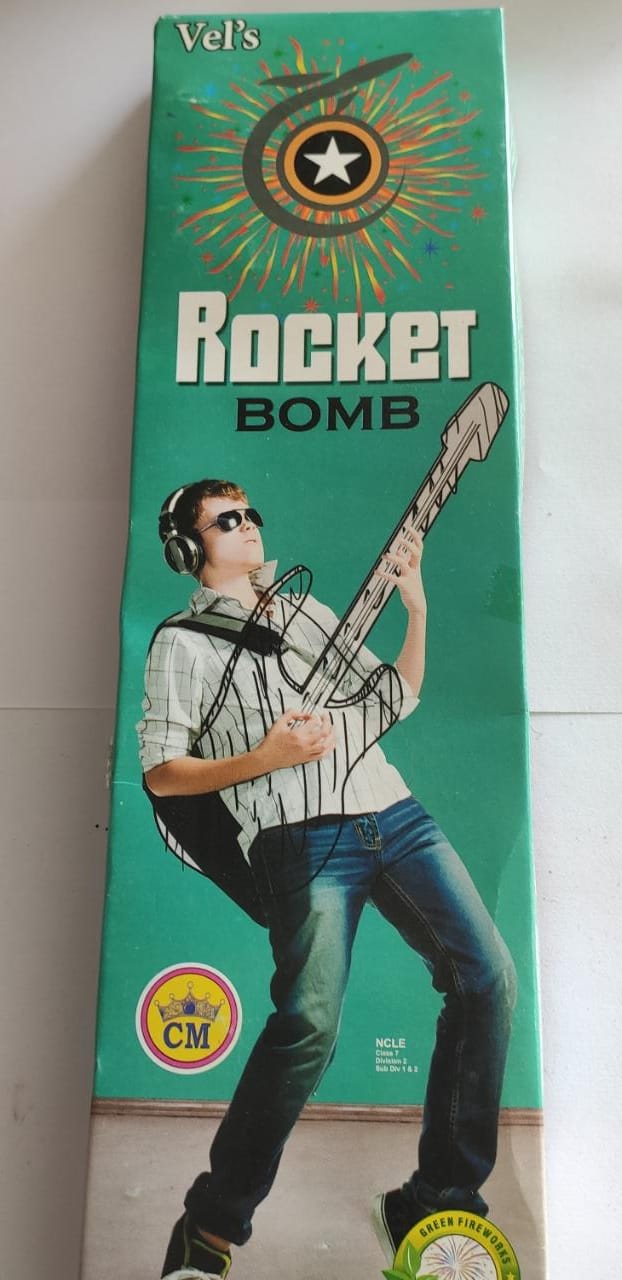 Vel's
Rocket
BOMB
CM
NCLE
Class 7
Division 2
Sub Div 1 & 2
GREEN FIREWORKS